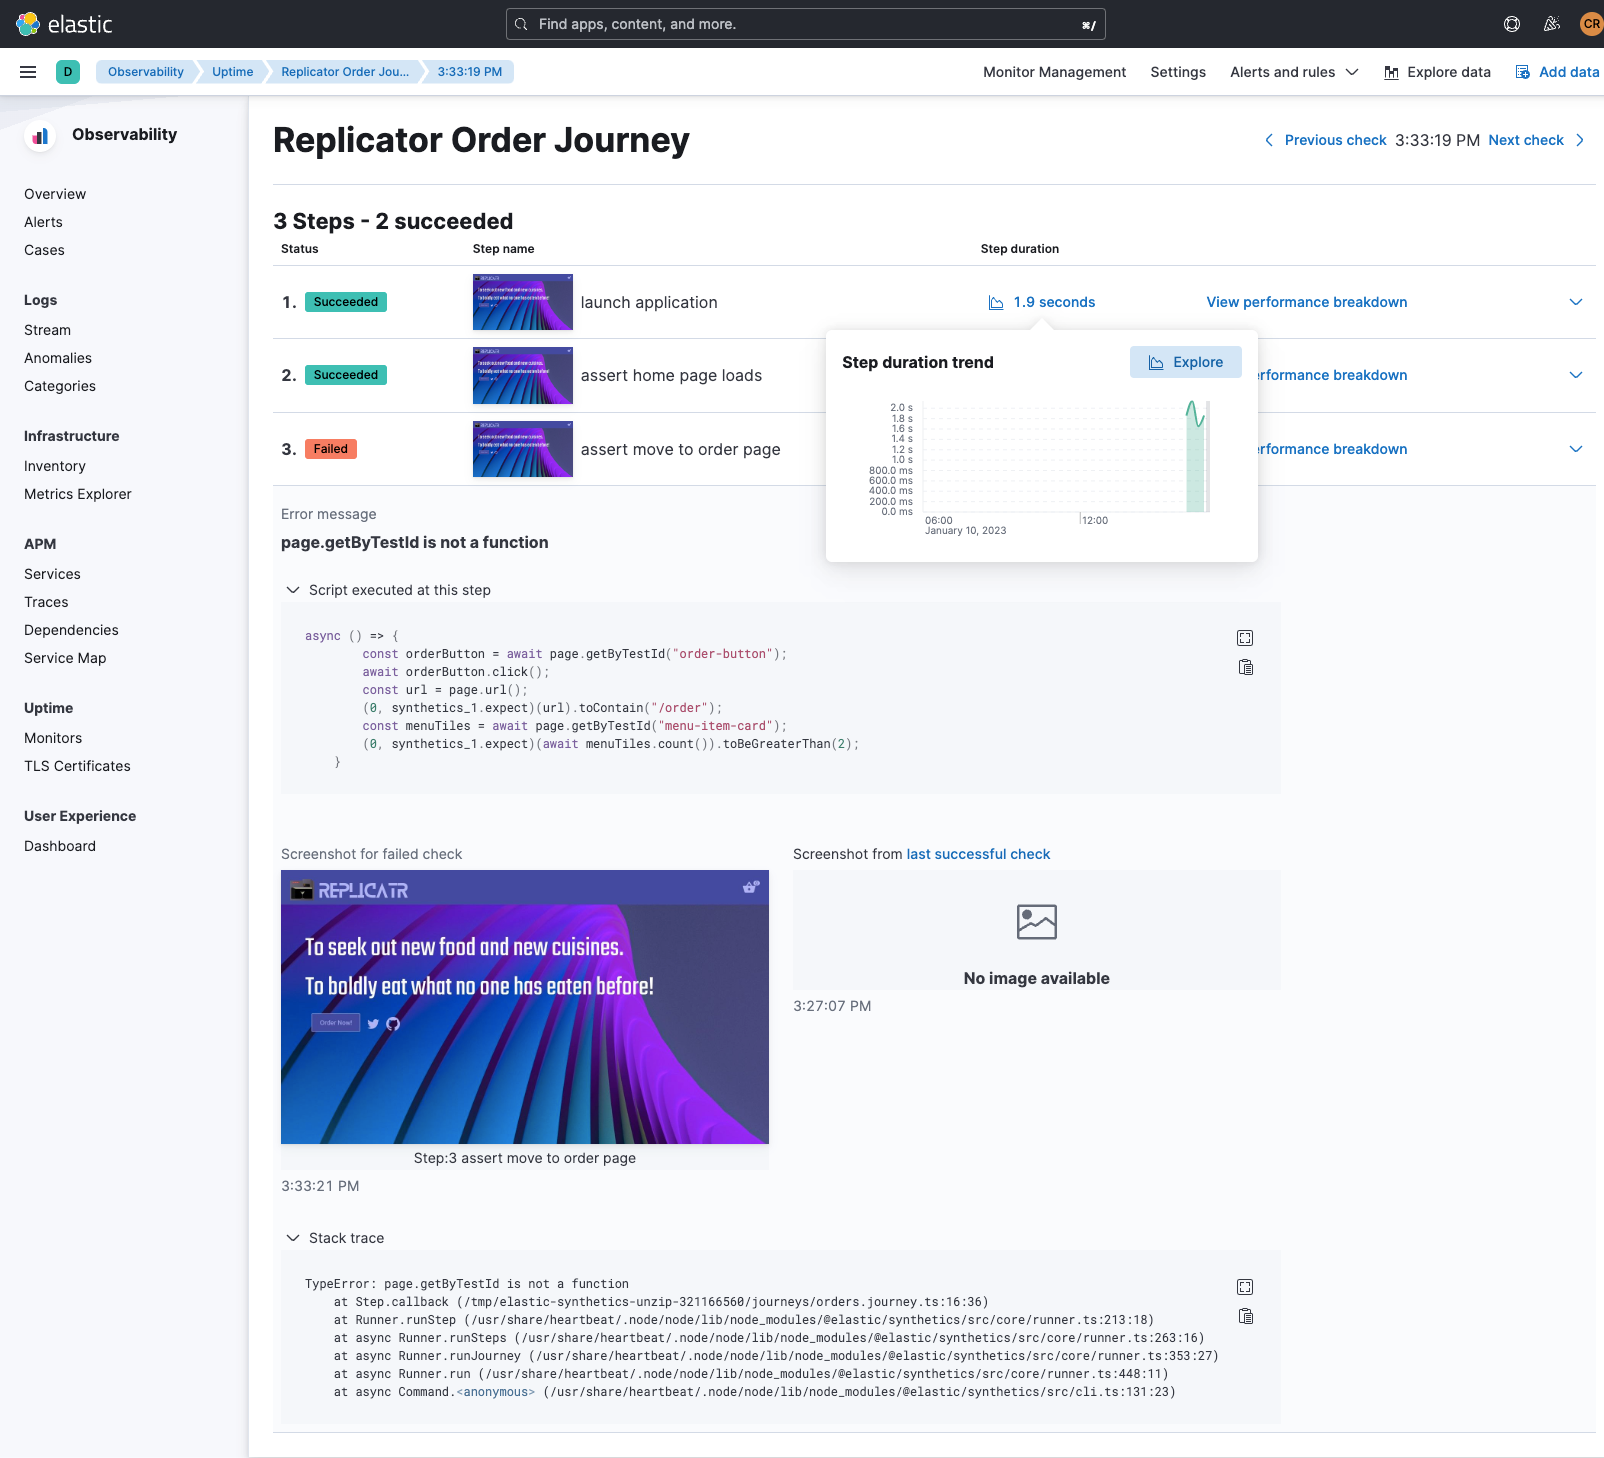 elastic
Find apps, content, and more.
⌘/
CR
D
Observability
Uptime
Replicator Order Jou...
3:33:19 PM
Monitor Management
Settings
Alerts and rules
Explore data
Add data
Observability
Overview
Alerts
Cases
Logs
Stream
Anomalies
Categories
Infrastructure
Inventory
Metrics Explorer
APM
Services
Traces
Dependencies
Service Map
Uptime
Monitors
TLS Certificates
User Experience
Dashboard
Replicator Order Journey
Previous check 3:33:19 PM Next check
3 Steps - 2 succeeded
Status Step name Step duration
1. Succeeded launch application 1.9 seconds View performance breakdown
2. Succeeded assert home page loads erformance breakdown
3. Failed assert move to order page erformance breakdown
Step duration trend
Explore
2.0 s
1.8 s
1.6 s
1.4 s
1.2 s
1.0 s
800.0 ms
600.0 ms
400.0 ms
200.0 ms
0.0 ms
06:00 12:00
January 10, 2023
Error message
page.getByTestId is not a function
Script executed at this step
async () => {
const orderButton = await page.getByTestId("order-button");
await orderButton.click();
const url = page.url();
(0, synthetics_1.expect)(url).toContain("/order");
const menuTiles = await page.getByTestId("menu-item-card");
(0, synthetics_1.expect)(await menuTiles.count()).toBeGreaterThan(2);
}
Screenshot for failed check
REPLICATR
To seek out new food and new cuisines.
To boldly eat what no one has eaten before!
Order Now!
Step:3 assert move to order page
3:33:21 PM
Screenshot from last successful check
No image available
3:27:07 PM
Stack trace
TypeError: page.getByTestId is not a function
at Step.callback (/tmp/elastic-synthetics-unzip-321166560/journeys/orders.journey.ts:16:36)
at Runner.runStep (/usr/share/heartbeat/.node/node/lib/node_modules/@elastic/synthetics/src/core/runner.ts:213:18)
at async Runner.runSteps (/usr/share/heartbeat/.node/node/lib/node_modules/@elastic/synthetics/src/core/runner.ts:263:16)
at async Runner.runJourney (/usr/share/heartbeat/.node/node/lib/node_modules/@elastic/synthetics/src/core/runner.ts:353:27)
at async Runner.run (/usr/share/heartbeat/.node/node/lib/node_modules/@elastic/synthetics/src/core/runner.ts:448:11)
at async Command.<anonymous> (/usr/share/heartbeat/.node/node/lib/node_modules/@elastic/synthetics/src/cli.ts:131:23)